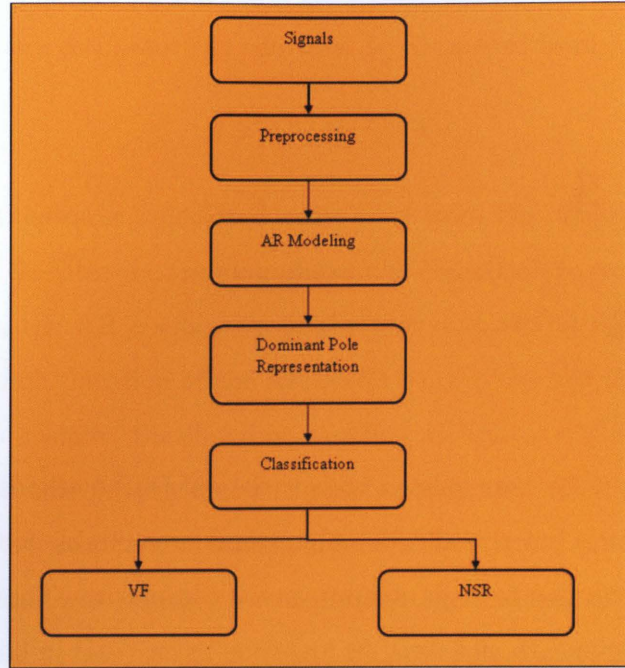 Signals
Preprocessing
AR Modeling
Dominant Pole
Representation
Classification
VF
NSR